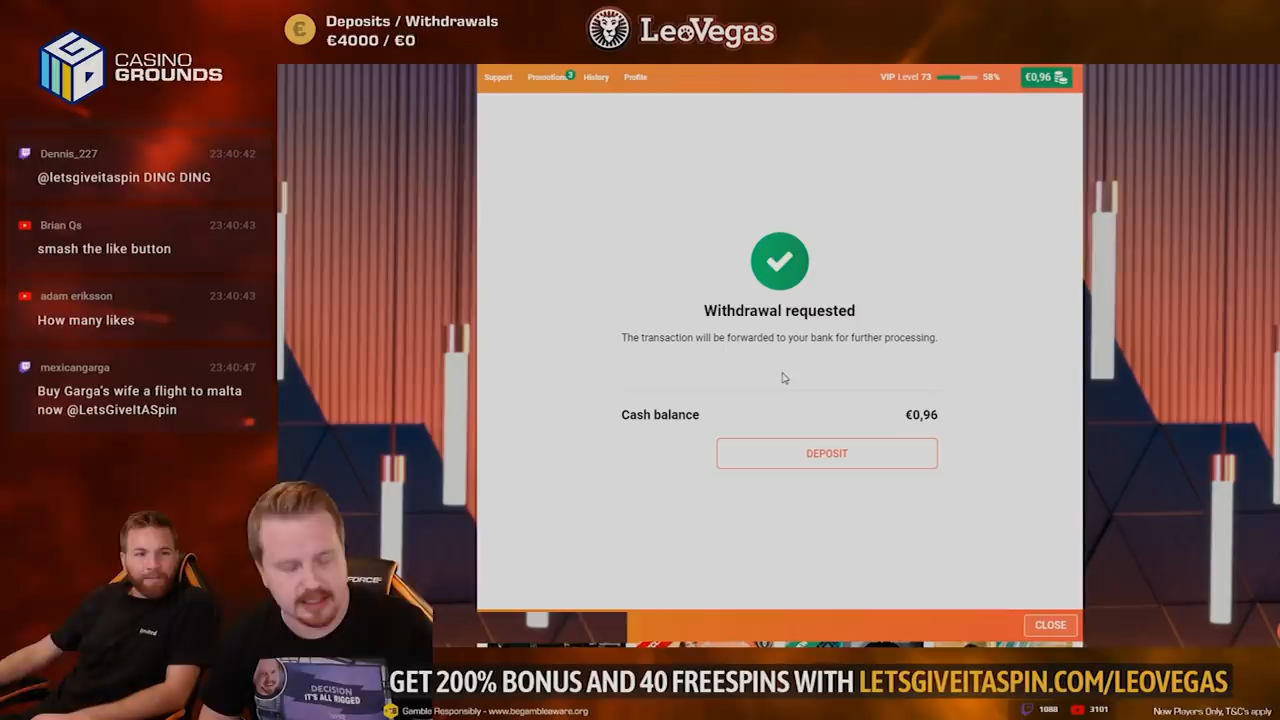 Deposits / Withdrawals
€4000 / €0
LeoVegas
CASINO
GROUNDS
Support
Promotions
3
History
Profile
VIP Level 73
58%
€0,96
Dennis_227
23:40:42
@letsgiveitaspin DING DING
Brian Qs
23:40:43
smash the like button
adam eriksson
23:40:43
How many likes
mexicangarga
23:40:47
Buy Garga's wife a flight to malta
now @LetsGiveItASpin
Withdrawal requested
The transaction will be forwarded to your bank for further processing.
Cash balance
€0,96
DEPOSIT
CLOSE
DECISION
IT'S ALL RIGGED
GET 200% BONUS AND 40 FREESPINS WITH LETSGIVEITASPIN.COM/LEOVEGAS
Gamble Responsibly - www.begambleaware.org
1088
3101
New Players Only, T&C's apply